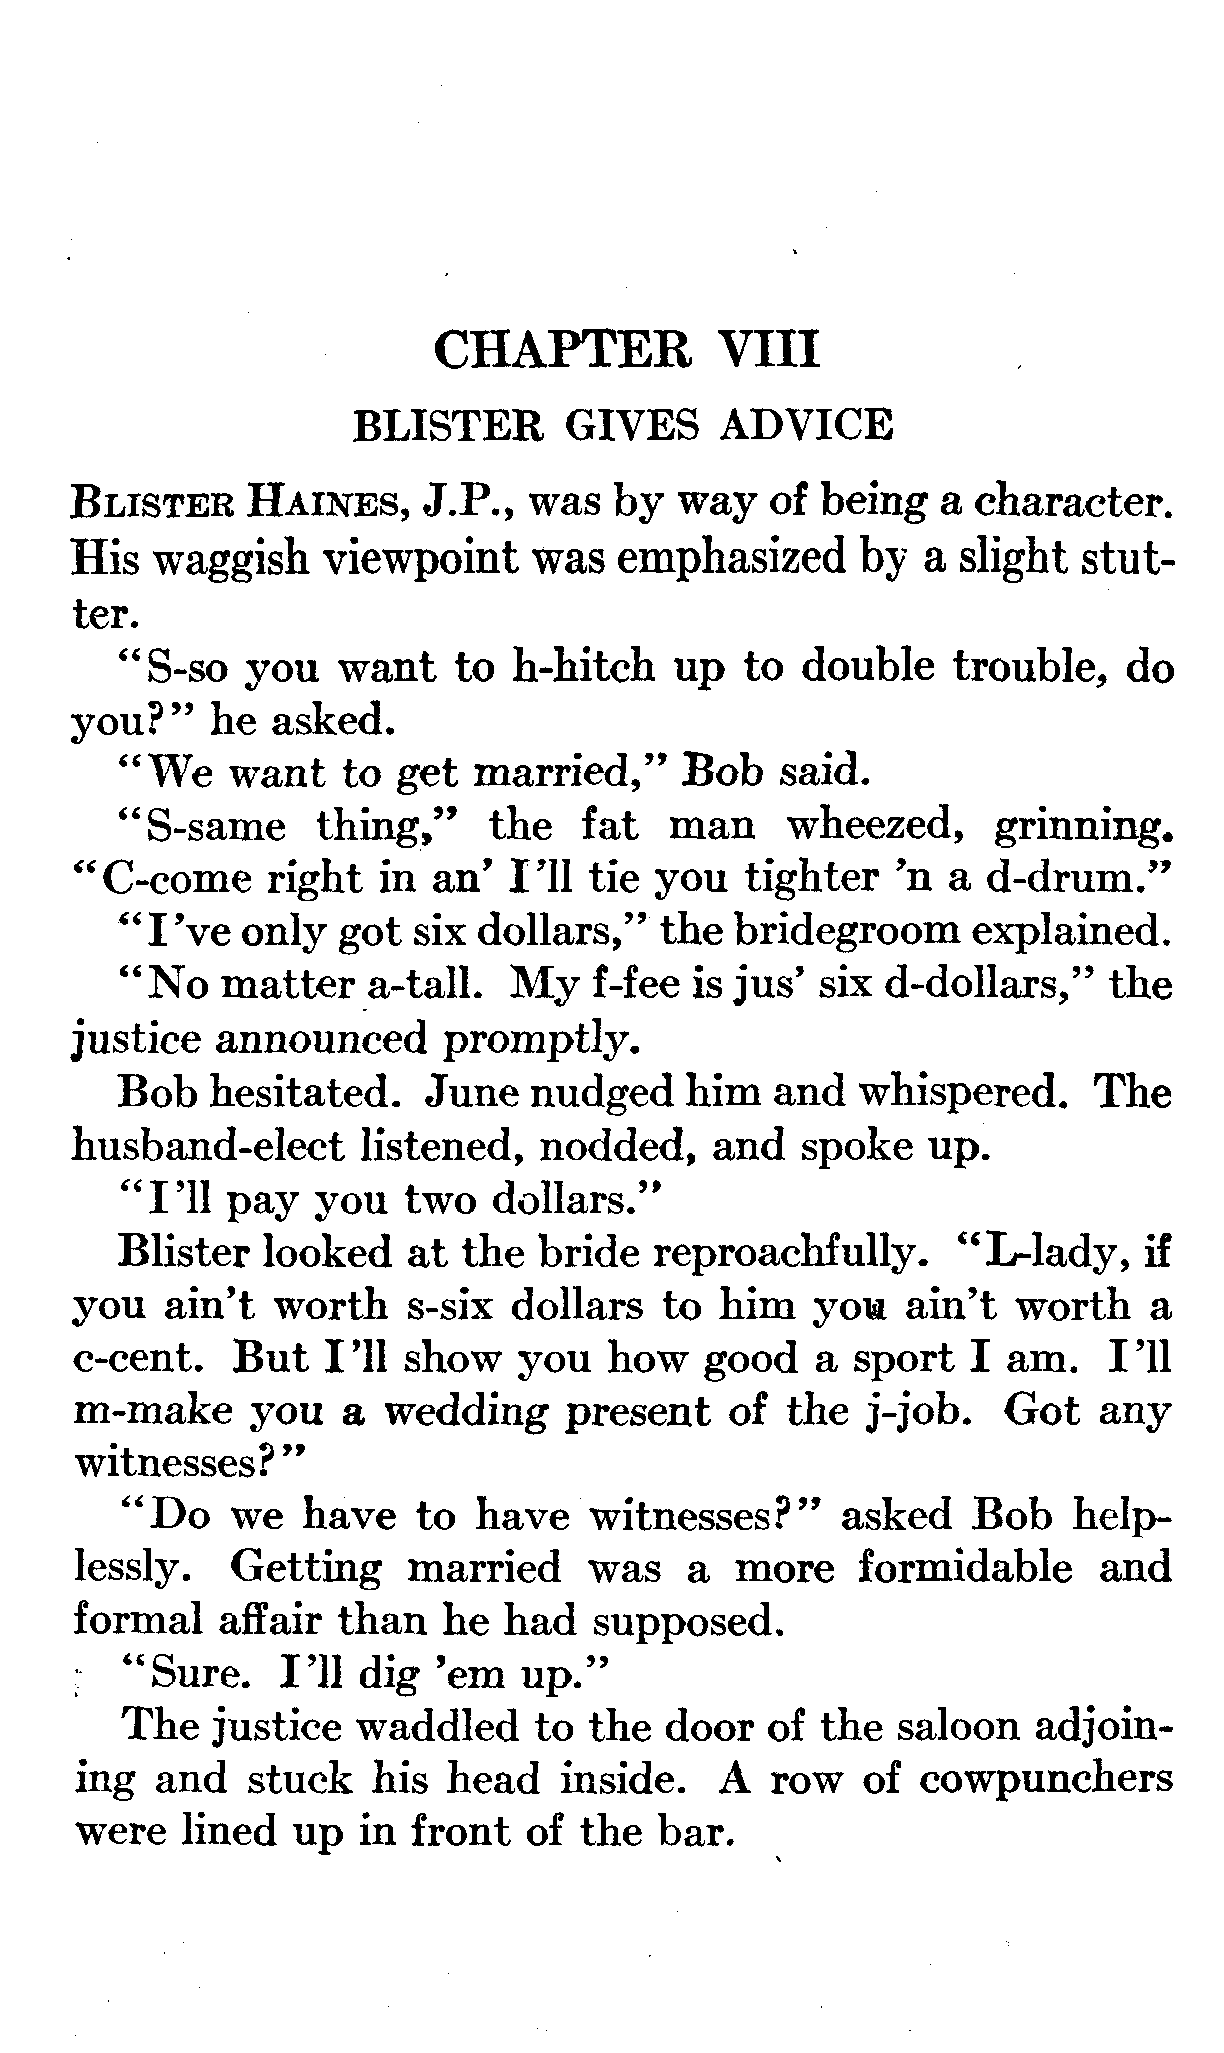 CHAPTER VIII
BLISTER GIVES ADVICE
BLISTER HAINES, J.P., was by way of being a character.
His waggish viewpoint was emphasized by a slight stut-
ter.
“S-so you want to h-hitch up to double trouble, do
you?” he asked.
“We want to get married,” Bob said.
“S-same thing,” the fat man wheezed, grinning.
“C-come right in an’ I’ll tie you tighter ’n a d-drum.”
“I’ve only got six dollars,” the bridegroom explained.
“No matter a-tall. My f-fee is jus’ six d-dollars,” the
justice announced promptly.
Bob hesitated. June nudged him and whispered. The
husband-elect listened, nodded, and spoke up.
“I’ll pay you two dollars.”
Blister looked at the bride reproachfully. “L-lady, if
you ain’t worth s-six dollars to him you ain’t worth a
c-cent. But I’ll show you how good a sport I am. I’ll
m-make you a wedding present of the j-job. Got any
witnesses?”
“Do we have to have witnesses?” asked Bob help-
lessly. Getting married was a more formidable and
formal affair than he had supposed.
“Sure. I’ll dig ’em up.”
The justice waddled to the door of the saloon adjoin-
ing and stuck his head inside. A row of cowpunchers
were lined up in front of the bar.